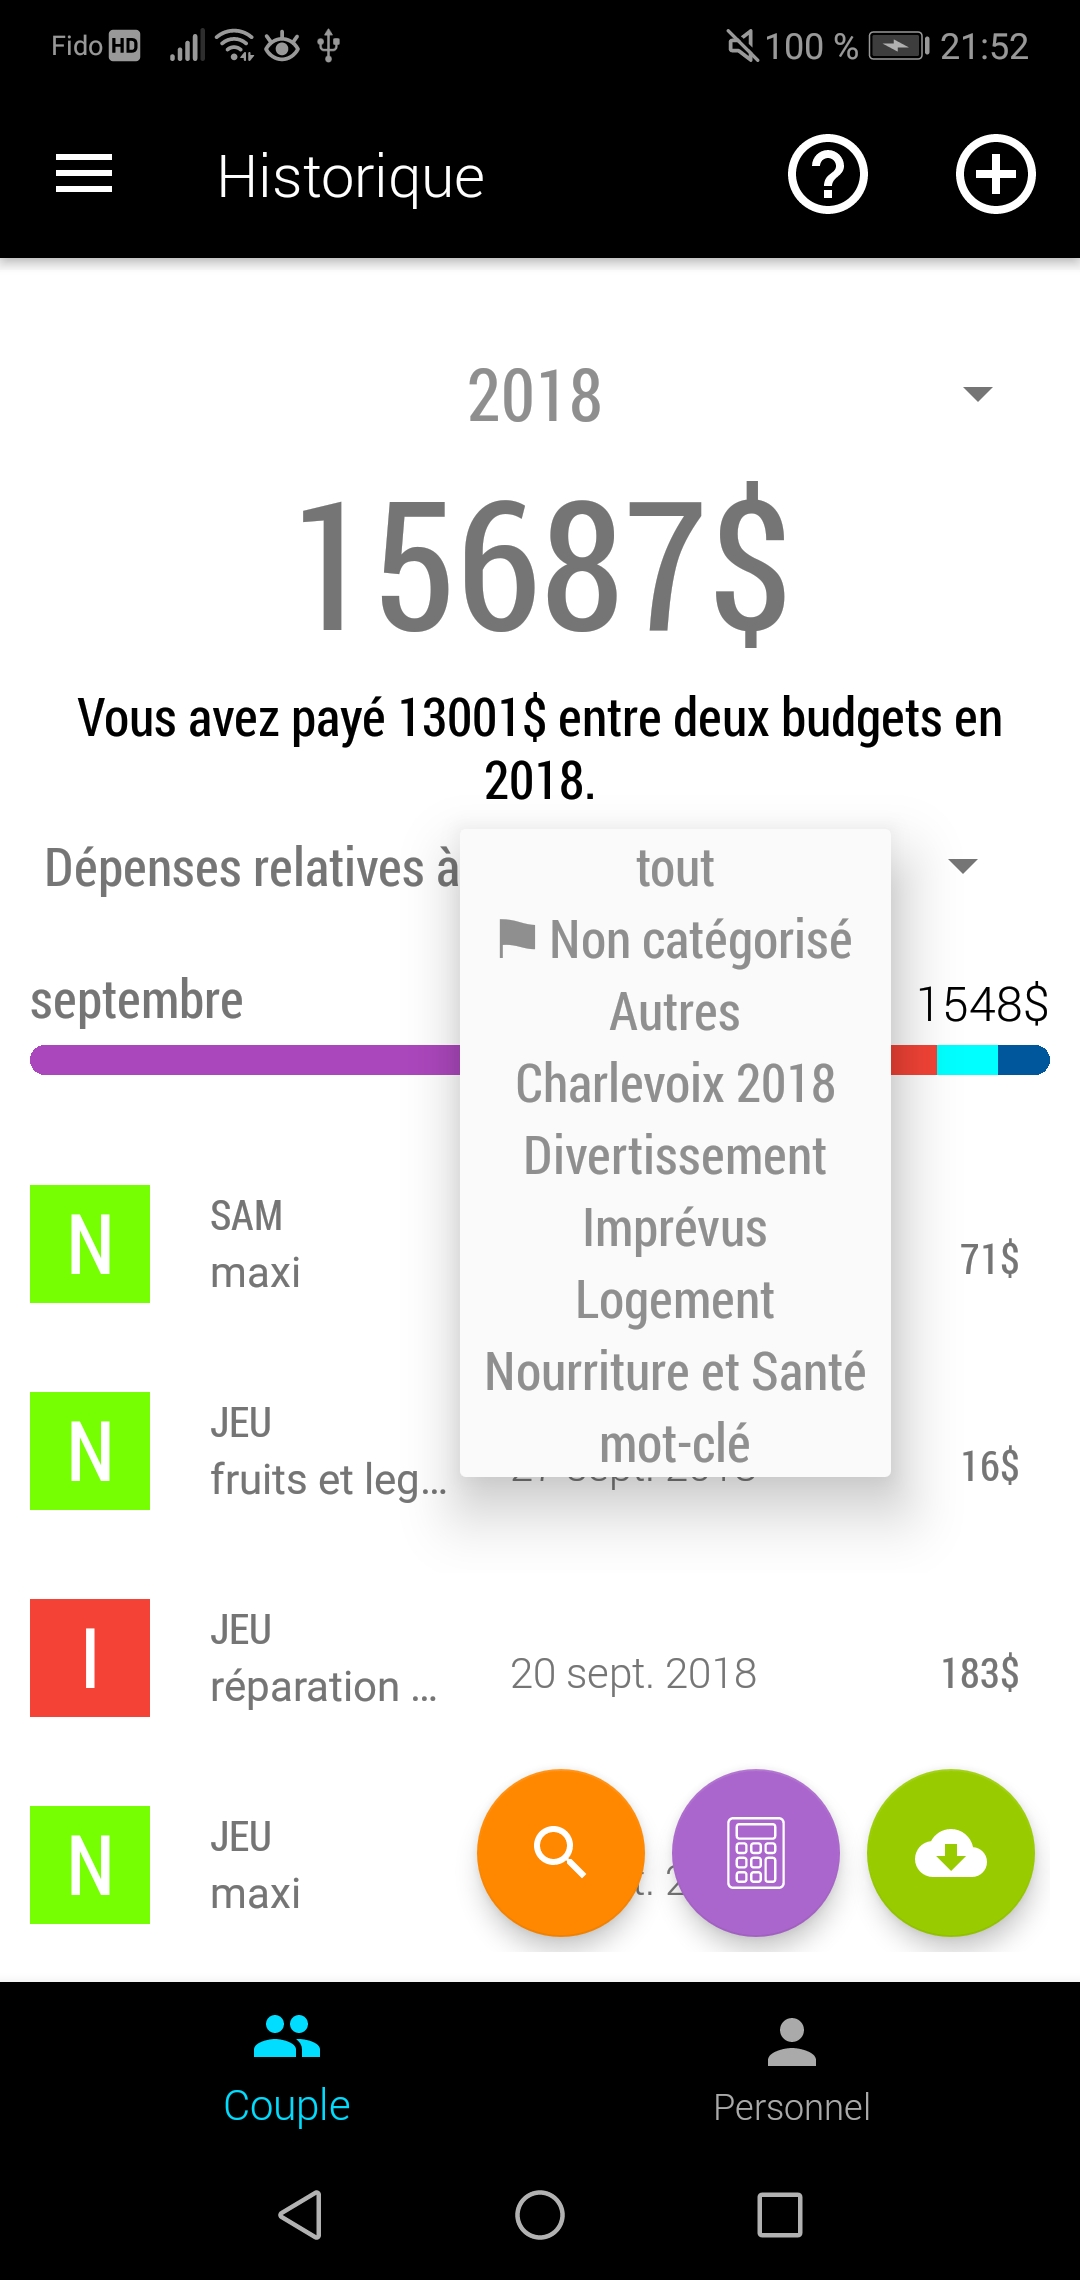 Fido HD 100 % 21:52
Historique
2018
15687$
Vous avez payé 13001$ entre deux budgets en
2018.
Dépenses relatives à
tout
Non catégorisé
Autres
Charlevoix 2018
Divertissement
Imprévus
Logement
Nourriture et Santé
mot-clé
septembre 1548$
N SAM
maxi 71$
N JEU
fruits et leg... 16$
I JEU
réparation ... 20 sept. 2018 183$
N JEU
maxi
Couple Personnel